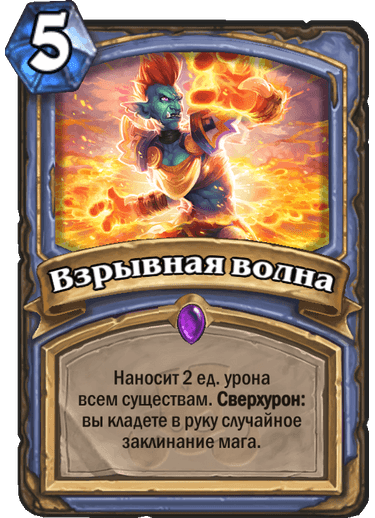 5
Взрывная волна
Наносит 2 ед. урона
всем существам. Сверхурон:
вы кладете в руку случайное
заклинание мага.